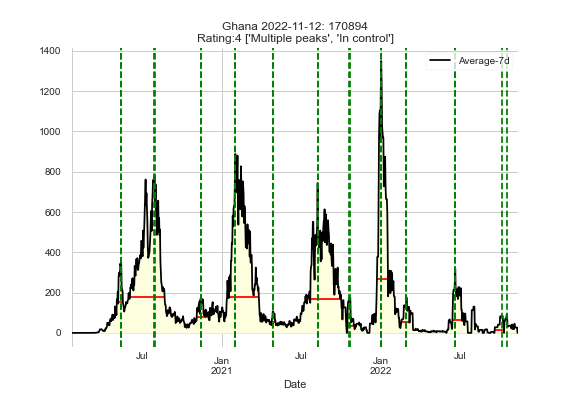 Ghana 2022-11-12: 170894
Rating:4 ['Multiple peaks', 'In control']
1400
1200
1000
800
600
400
200
0
Average-7d
Jul
Jan
2021
Jul
Jan
2022
Jul
Date